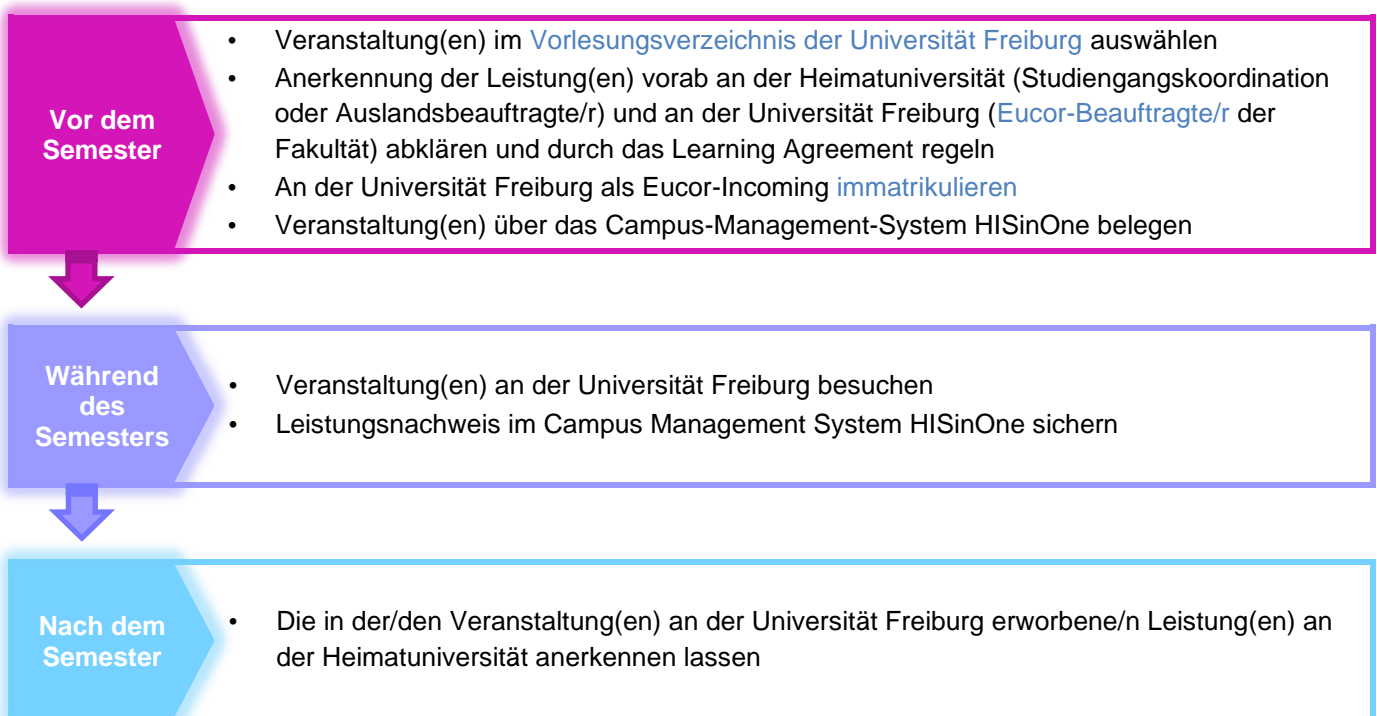 Vor dem
Semester
• Veranstaltung(en) im Vorlesungsverzeichnis der Universität Freiburg auswählen
• Anerkennung der Leistung(en) vorab an der Heimatuniversität (Studiengangskoordination
oder Auslandsbeauftragte/r) und an der Universität Freiburg (Eucor-Beauftragte/r der
Fakultät) abklären und durch das Learning Agreement regeln
• An der Universität Freiburg als Eucor-Incoming immatrikulieren
• Veranstaltung(en) über das Campus-Management-System HISinOne belegen
Während
des
Semesters
• Veranstaltung(en) an der Universität Freiburg besuchen
• Leistungsnachweis im Campus Management System HISinOne sichern
Nach dem
Semester
• Die in der/den Veranstaltung(en) an der Universität Freiburg erworbene/n Leistung(en) an
der Heimatuniversität anerkennen lassen